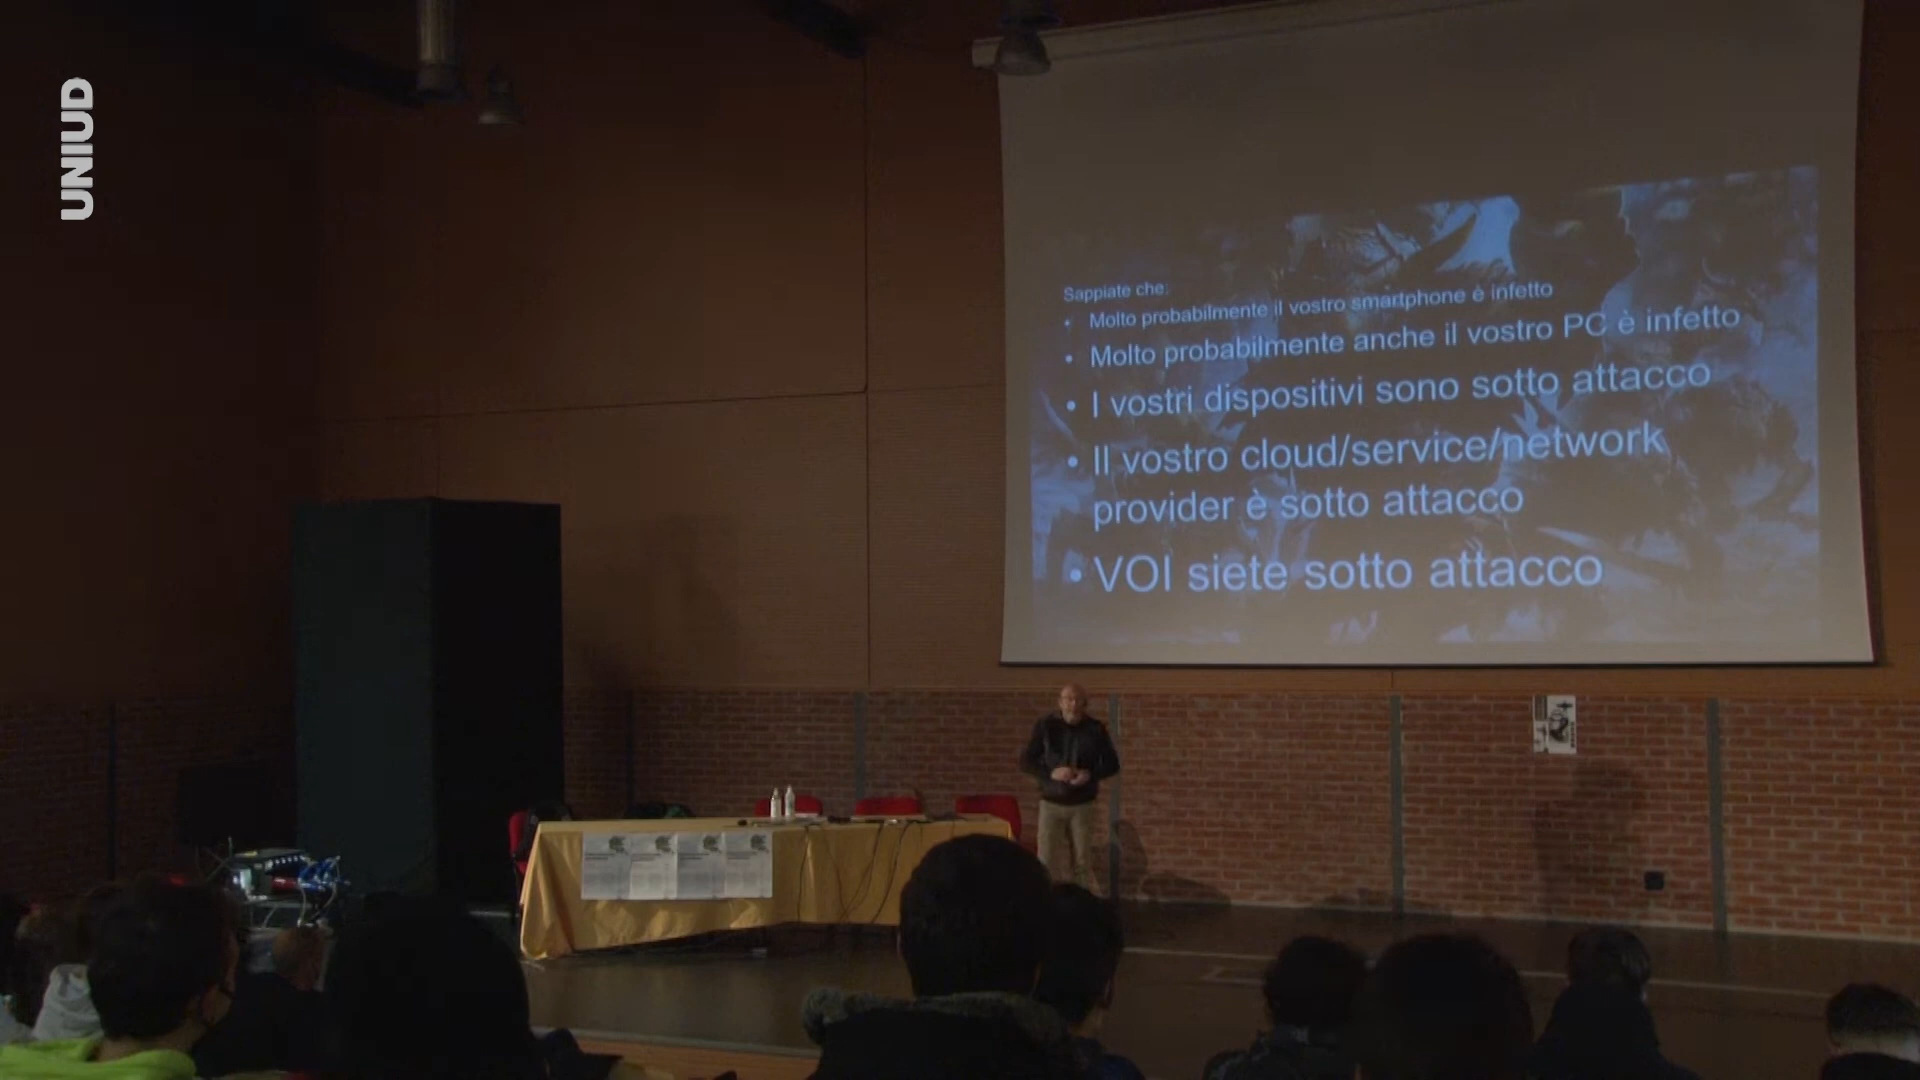 UNIUD
Sappiate che:
• Molto probabilmente il vostro smartphone è infetto
• Molto probabilmente anche il vostro PC è infetto
• I vostri dispositivi sono sotto attacco
• Il vostro cloud/service/network
provider è sotto attacco
• VOI siete sotto attacco